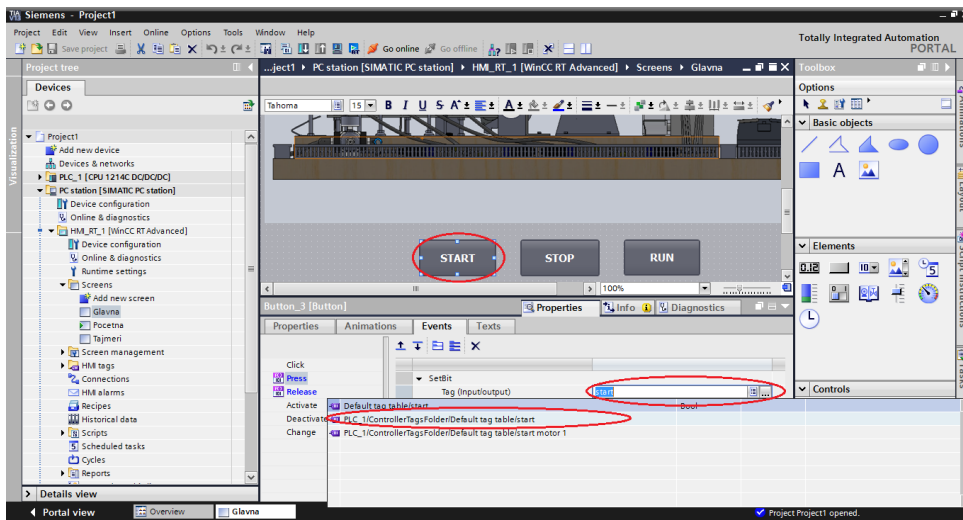 Siemens - Project1
Project Edit View Insert Online Options Tools Window Help
Save project Go online Go offline
Totally Integrated Automation
PORTAL
Project tree
Devices
Visualization
Project1
Add new device
Devices & networks
PLC_1 [CPU 1214C DC/DC/DC]
PC station [SIMATIC PC station]
Device configuration
Online & diagnostics
HMI_RT_1 [WinCC RT Advanced]
Device configuration
Online & diagnostics
Runtime settings
Screens
Add new screen
Glavna
Pocetna
Tajmeri
Screen management
HMI tags
Connections
HMI alarms
Recipes
Historical data
Scripts
Scheduled tasks
Cycles
Reports
Details view
...ject1 PC station [SIMATIC PC station] HMI_RT_1 [WinCC RT Advanced] Screens Glavna
Tahoma 15 B I U S A
START STOP RUN
100%
Button_3 [Button]
Properties Info Diagnostics
Properties Animations Events Texts
Click
Press
Release
Activate
Deactivate
Change
SetBit
Tag (Input/output) start
Default tag table/start Bool
PLC_1/ControllerTagsFolder/Default tag table/start
PLC_1/ControllerTagsFolder/Default tag table/start motor 1
Toolbox
Options
Basic objects
A
Elements
0.12 10 5
Controls
Layout
Portal view Overview Glavna
Project Project1 opened.